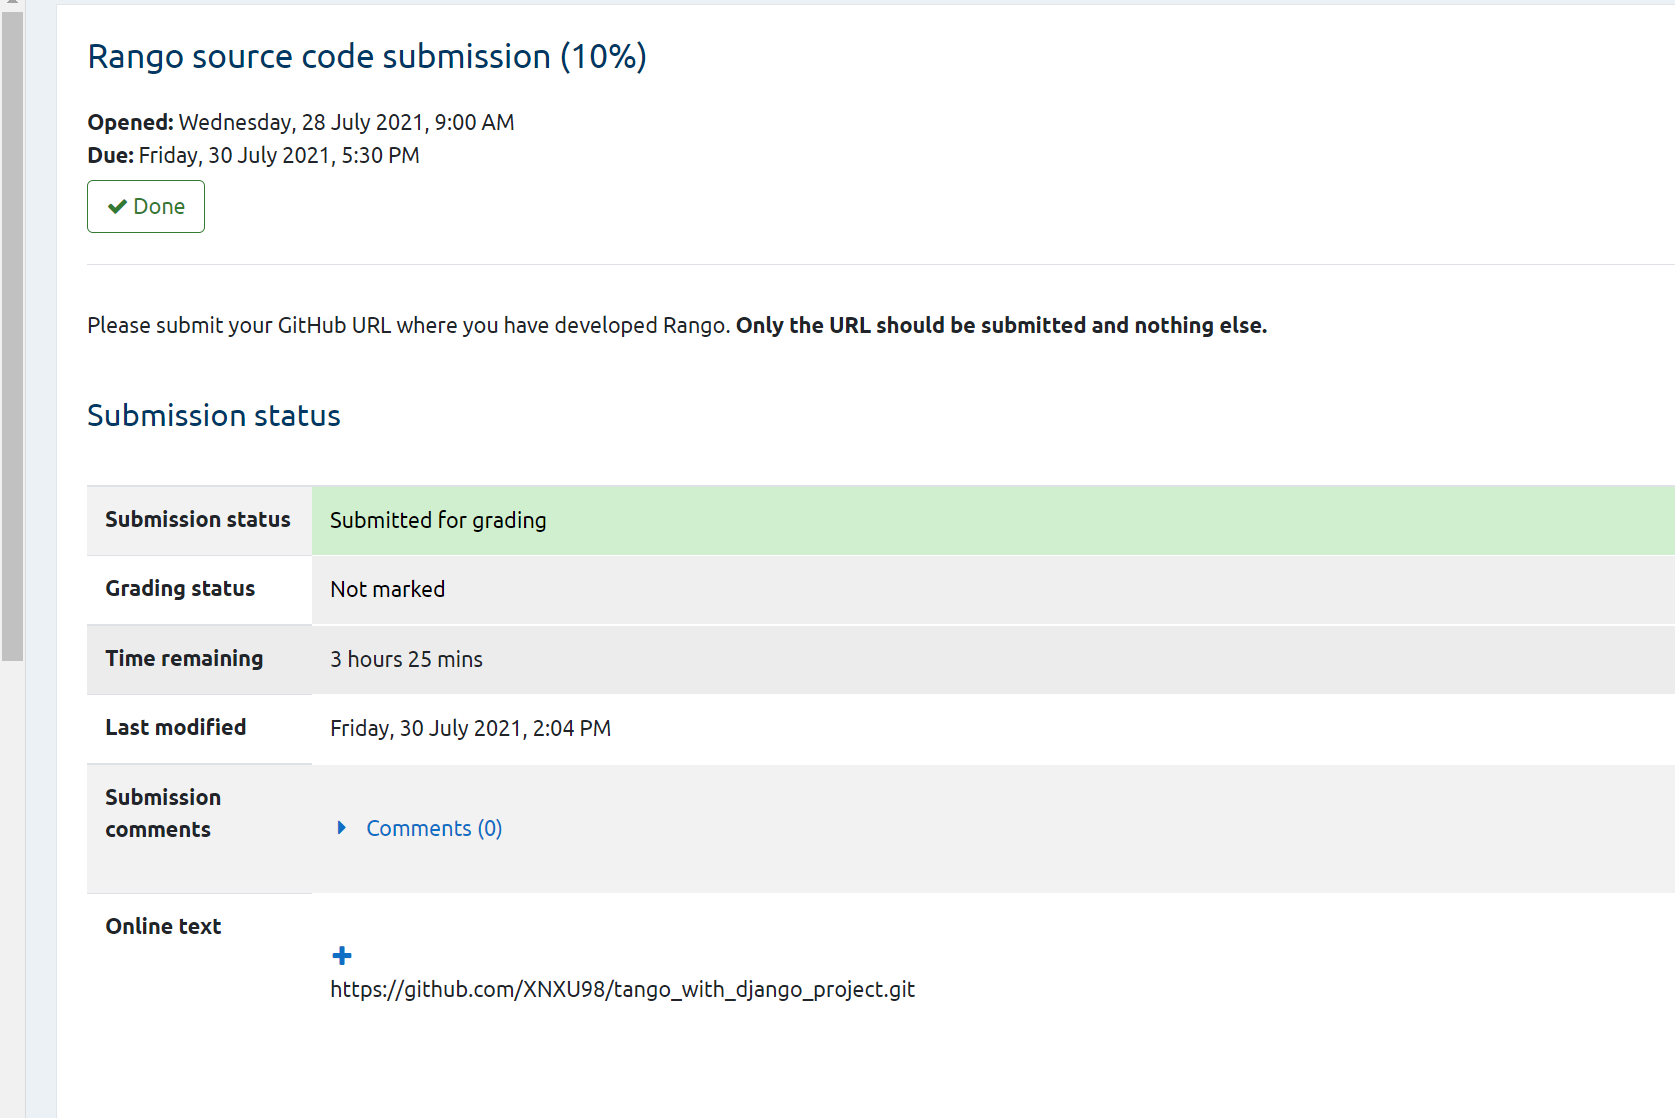 Rango source code submission (10%)
Opened: Wednesday, 28 July 2021, 9:00 AM
Due: Friday, 30 July 2021, 5:30 PM
Done
Please submit your GitHub URL where you have developed Rango. Only the URL should be submitted and nothing else.
Submission status
Submission status Submitted for grading
Grading status Not marked
Time remaining 3 hours 25 mins
Last modified Friday, 30 July 2021, 2:04 PM
Submission
comments
Comments (0)
Online text
https://github.com/XNXU98/tango_with_django_project.git